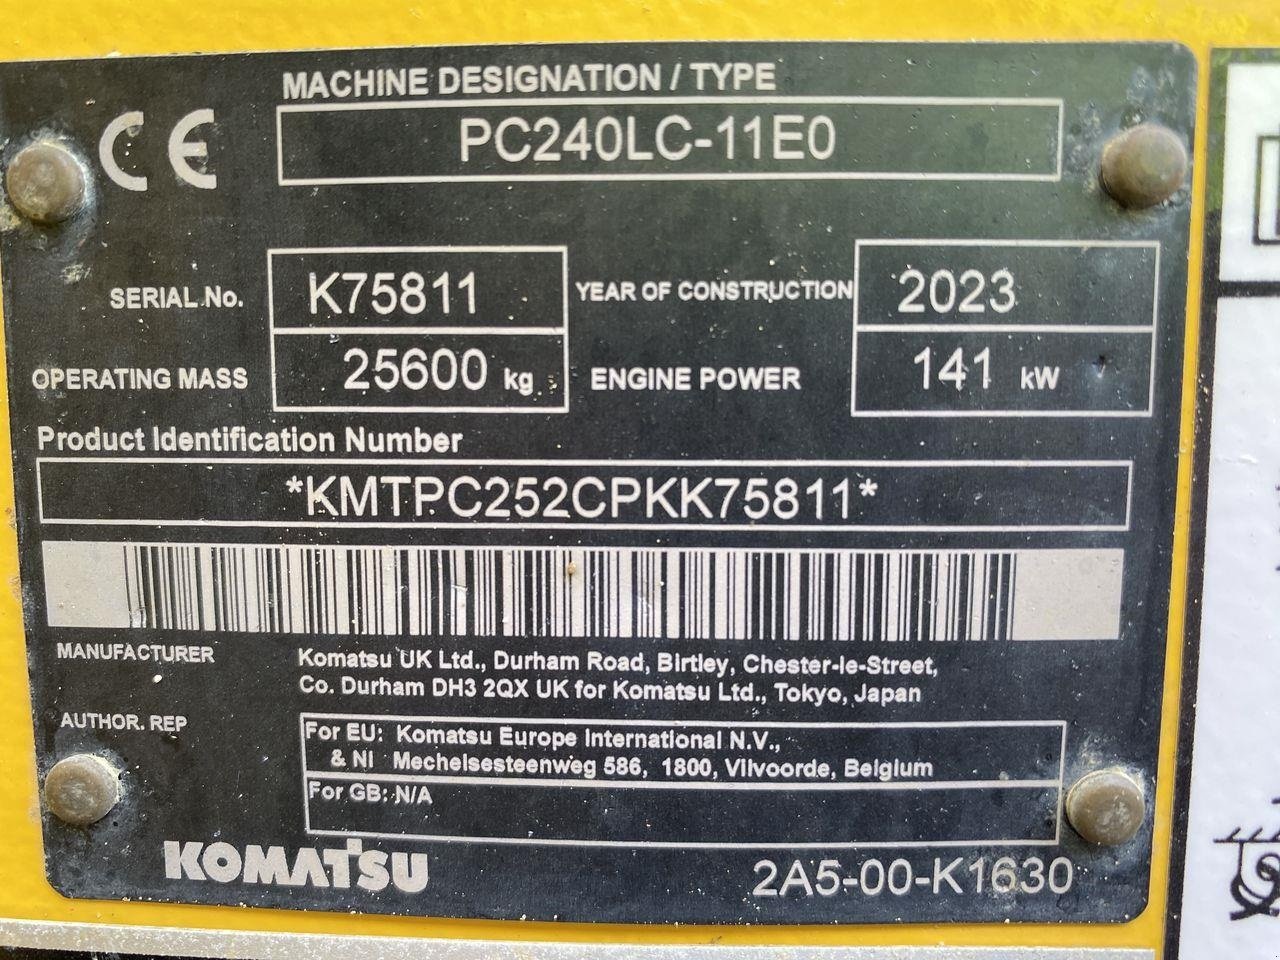 MACHINE DESIGNATION / TYPE
CE
PC240LC-11E0
SERIAL No. K75811 YEAR OF CONSTRUCTION 2023
OPERATING MASS 25600 kg ENGINE POWER 141 kW
Product Identification Number
*KMTPC252CPKK75811*
MANUFACTURER Komatsu UK Ltd., Durham Road, Birtley, Chester-le-Street,
Co. Durham DH3 2QX UK for Komatsu Ltd., Tokyo, Japan
AUTHOR. REP For EU: Komatsu Europe International N.V.,
& NI Mechelsesteenweg 586, 1800, Vilvoorde, Belgium
For GB: N/A
KOMATSU 2A5-00-K1630